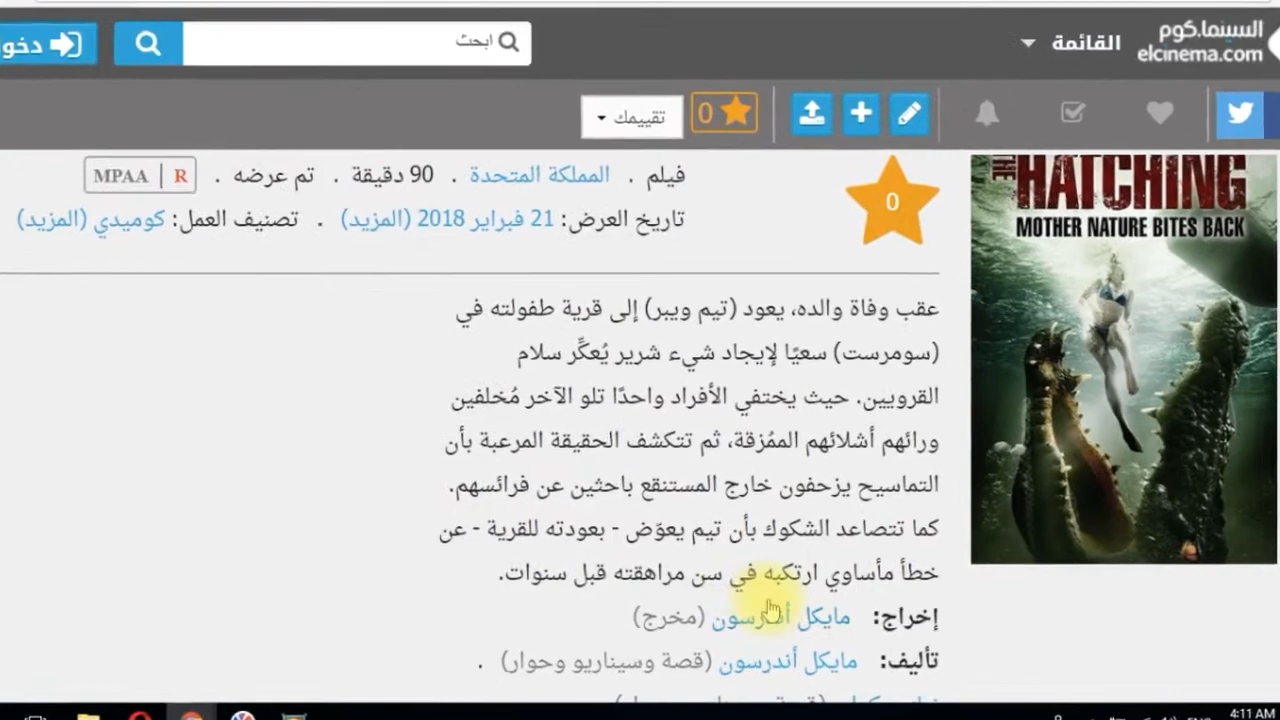 السينما.كوم
elcinema.com
القائمة
ابحث
دخو
0
تقييمك
فيلم . المملكة المتحدة . 90 دقيقة . تم عرضه . MPAA | R
تاريخ العرض: 21 فبراير 2018 (المزيد) . تصنيف العمل: كوميدي (المزيد)
0
THE HATCHING
MOTHER NATURE BITES BACK
عقب وفاة والده، يعود (تيم ويبر) إلى قرية طفولته في
(سومرست) سعيًا لإيجاد شيء شرير يُعكِّر سلام
القرويين. حيث يختفي الأفراد واحدًا تلو الآخر مُخلفين
ورائهم أشلائهم الممُزقة، ثم تتكشف الحقيقة المرعبة بأن
التماسيح يزحفون خارج المستنقع باحثين عن فرائسهم.
كما تتصاعد الشكوك بأن تيم يعوّض - بعودته للقرية - عن
خطأ مأساوي ارتكبه في سن مراهقته قبل سنوات.
إخراج: مايكل أندرسون (مخرج)
تأليف: مايكل أندرسون (قصة وسيناريو وحوار) .
4:11 AM